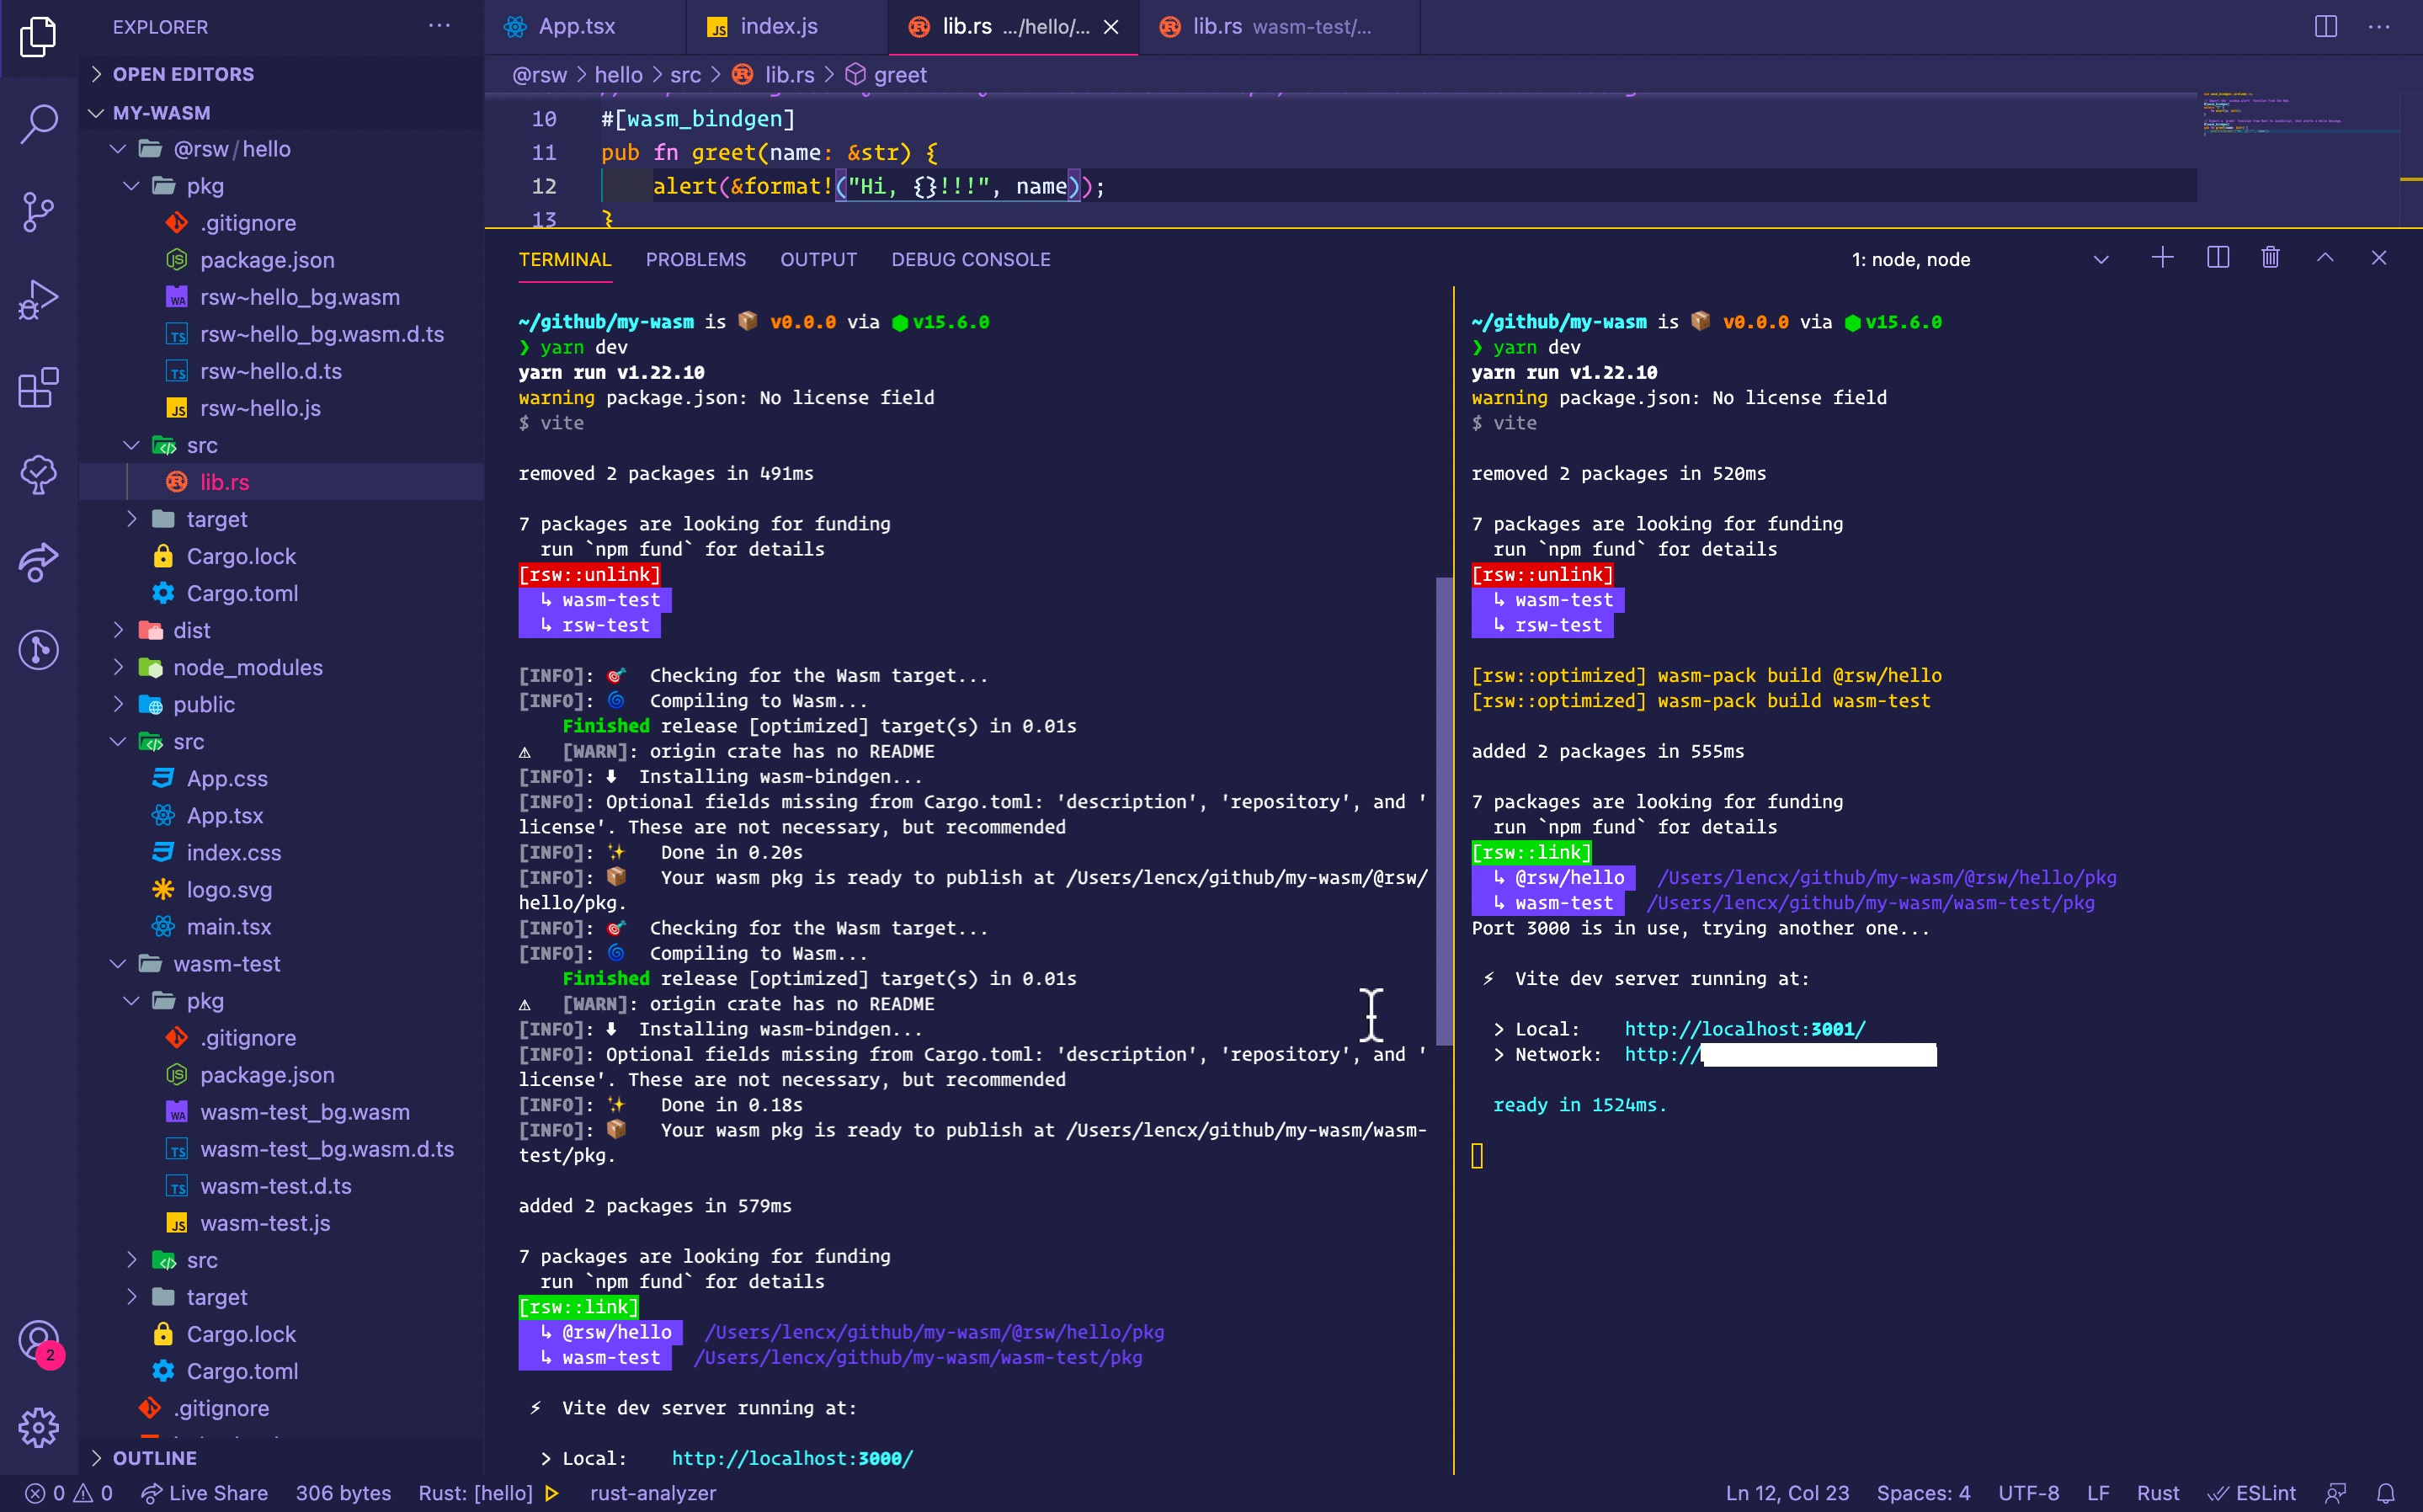 EXPLORER
OPEN EDITORS
MY-WASM
@rsw/hello
pkg
.gitignore
package.json
rsw~hello_bg.wasm
rsw~hello_bg.wasm.d.ts
rsw~hello.d.ts
rsw~hello.js
src
lib.rs
target
Cargo.lock
Cargo.toml
dist
node_modules
public
src
App.css
App.tsx
index.css
logo.svg
main.tsx
wasm-test
pkg
.gitignore
package.json
wasm-test_bg.wasm
wasm-test_bg.wasm.d.ts
wasm-test.d.ts
wasm-test.js
src
target
Cargo.lock
Cargo.toml
.gitignore
OUTLINE
App.tsx
index.js
lib.rs .../hello/...
lib.rs wasm-test/...
@rsw > hello > src > lib.rs > greet
10 #[wasm_bindgen]
11 pub fn greet(name: &str) {
12 alert(&format!("Hi, {}!!!", name));
13 }
TERMINAL PROBLEMS OUTPUT DEBUG CONSOLE
1: node, node
~/github/my-wasm is 📦 v0.0.0 via ⬢ v15.6.0
❯ yarn dev
yarn run v1.22.10
warning package.json: No license field
$ vite
removed 2 packages in 491ms
7 packages are looking for funding
run `npm fund` for details
[rsw::unlink]
↳ wasm-test
↳ rsw-test
[INFO]: 🎯 Checking for the Wasm target...
[INFO]: 🌀 Compiling to Wasm...
Finished release [optimized] target(s) in 0.01s
⚠ [WARN]: origin crate has no README
[INFO]: ⬇ Installing wasm-bindgen...
[INFO]: Optional fields missing from Cargo.toml: 'description', 'repository', and '
license'. These are not necessary, but recommended
[INFO]: ✨ Done in 0.20s
[INFO]: 📦 Your wasm pkg is ready to publish at /Users/lencx/github/my-wasm/@rsw/
hello/pkg.
[INFO]: 🎯 Checking for the Wasm target...
[INFO]: 🌀 Compiling to Wasm...
Finished release [optimized] target(s) in 0.01s
⚠ [WARN]: origin crate has no README
[INFO]: ⬇ Installing wasm-bindgen...
[INFO]: Optional fields missing from Cargo.toml: 'description', 'repository', and '
license'. These are not necessary, but recommended
[INFO]: ✨ Done in 0.18s
[INFO]: 📦 Your wasm pkg is ready to publish at /Users/lencx/github/my-wasm/wasm-
test/pkg.
added 2 packages in 579ms
7 packages are looking for funding
run `npm fund` for details
[rsw::link]
↳ @rsw/hello /Users/lencx/github/my-wasm/@rsw/hello/pkg
↳ wasm-test /Users/lencx/github/my-wasm/wasm-test/pkg
⚡ Vite dev server running at:
> Local: http://localhost:3000/
~/github/my-wasm is 📦 v0.0.0 via ⬢ v15.6.0
❯ yarn dev
yarn run v1.22.10
warning package.json: No license field
$ vite
removed 2 packages in 520ms
7 packages are looking for funding
run `npm fund` for details
[rsw::unlink]
↳ wasm-test
↳ rsw-test
[rsw::optimized] wasm-pack build @rsw/hello
[rsw::optimized] wasm-pack build wasm-test
added 2 packages in 555ms
7 packages are looking for funding
run `npm fund` for details
[rsw::link]
↳ @rsw/hello /Users/lencx/github/my-wasm/@rsw/hello/pkg
↳ wasm-test /Users/lencx/github/my-wasm/wasm-test/pkg
Port 3000 is in use, trying another one...
⚡ Vite dev server running at:
> Local: http://localhost:3001/
> Network: http://
ready in 1524ms.
2
0 0 Live Share 306 bytes Rust: [hello] rust-analyzer
Ln 12, Col 23 Spaces: 4 UTF-8 LF Rust ESLint